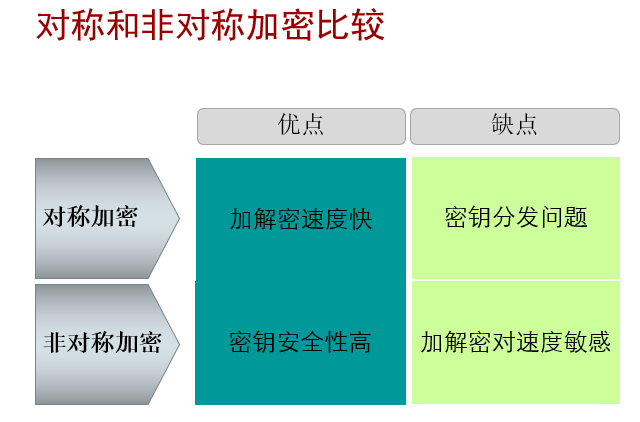 对称和非对称加密比较
优点
缺点
对称加密
加解密速度快
密钥分发问题
非对称加密
密钥安全性高
加解密对速度敏感